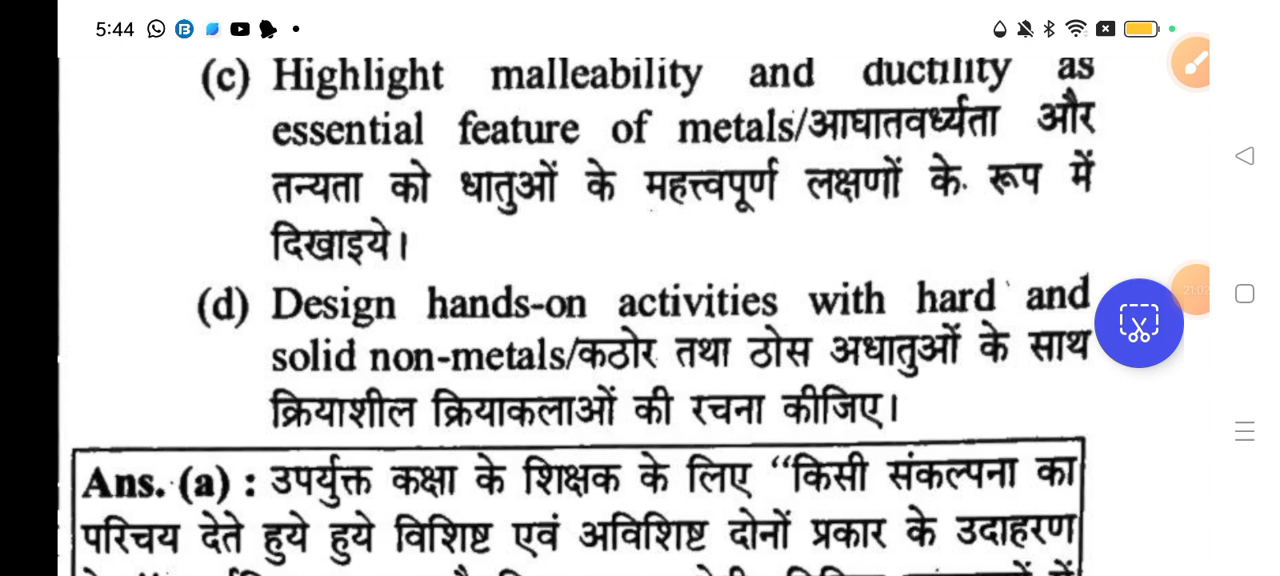 5:44
(c) Highlight malleability and ductility as
essential feature of metals/आघातवर्ध्यता और
तन्यता को धातुओं के महत्त्वपूर्ण लक्षणों के रूप में
दिखाइये।
(d) Design hands-on activities with hard and
solid non-metals/कठोर तथा ठोस अधातुओं के साथ
क्रियाशील क्रियाकलाओं की रचना कीजिए।
21:02
Ans. (a) : उपर्युक्त कक्षा के शिक्षक के लिए “किसी संकल्पना का
परिचय देते हुये हुये विशिष्ट एवं अविशिष्ट दोनों प्रकार के उदाहरण